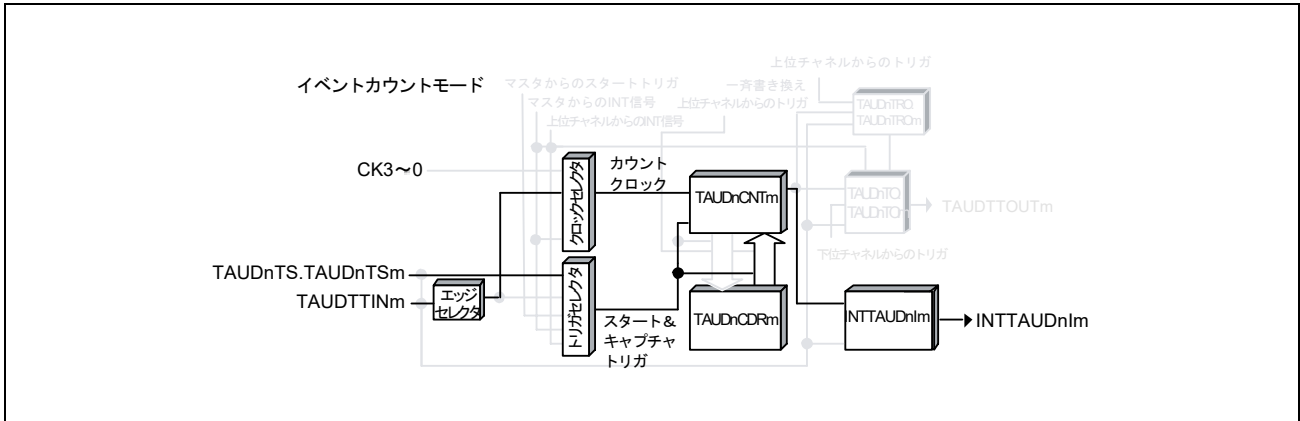 上位チャネルからのトリガ
イベントカウントモード
マスタからのスタートトリガ
一斉書き換え
マスタからのINT信号
上位チャネルからのトリガ
上位チャネルからのINT信号
TAUDnTRO.
TAUDnTROm
CK3～0
クロックセレクタ
カウント
クロック
TAUDnCNTm
TAUDnTO.
TAUDnTOm
TAUDTTOUTm
下位チャネルからのトリガ
TAUDnTS.TAUDnTSm
TAUDTTINm
エッジ
セレクタ
トリガセレクタ
スタート&
キャプチャ
トリガ
TAUDnCDRm
INTTAUDnIm
INTTAUDnIm